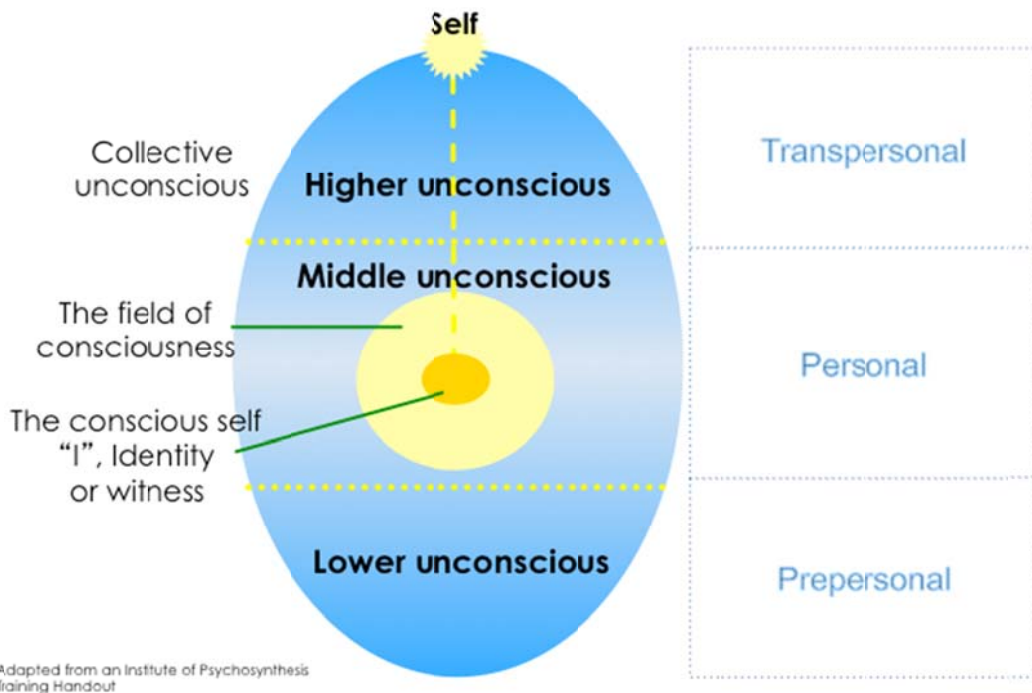 Self
Collective
unconscious
Higher unconscious
Transpersonal
Middle unconscious
The field of
consciousness
Personal
The conscious self
“I”, Identity
or witness
Lower unconscious
Prepersonal
Adapted from an Institute of Psychosynthesis
Training Handout